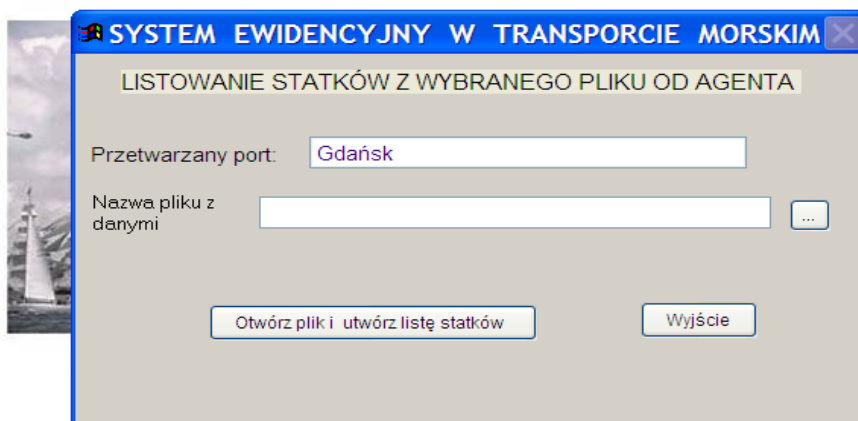 SYSTEM EWIDENCYJNY W TRANSPORCIE MORSKIM
LISTOWANIE STATKÓW Z WYBRANEGO PLIKU OD AGENTA
Przetwarzany port: Gdańsk
Nazwa pliku z
danymi
...
Otwórz plik i utwórz listę statków Wyjście